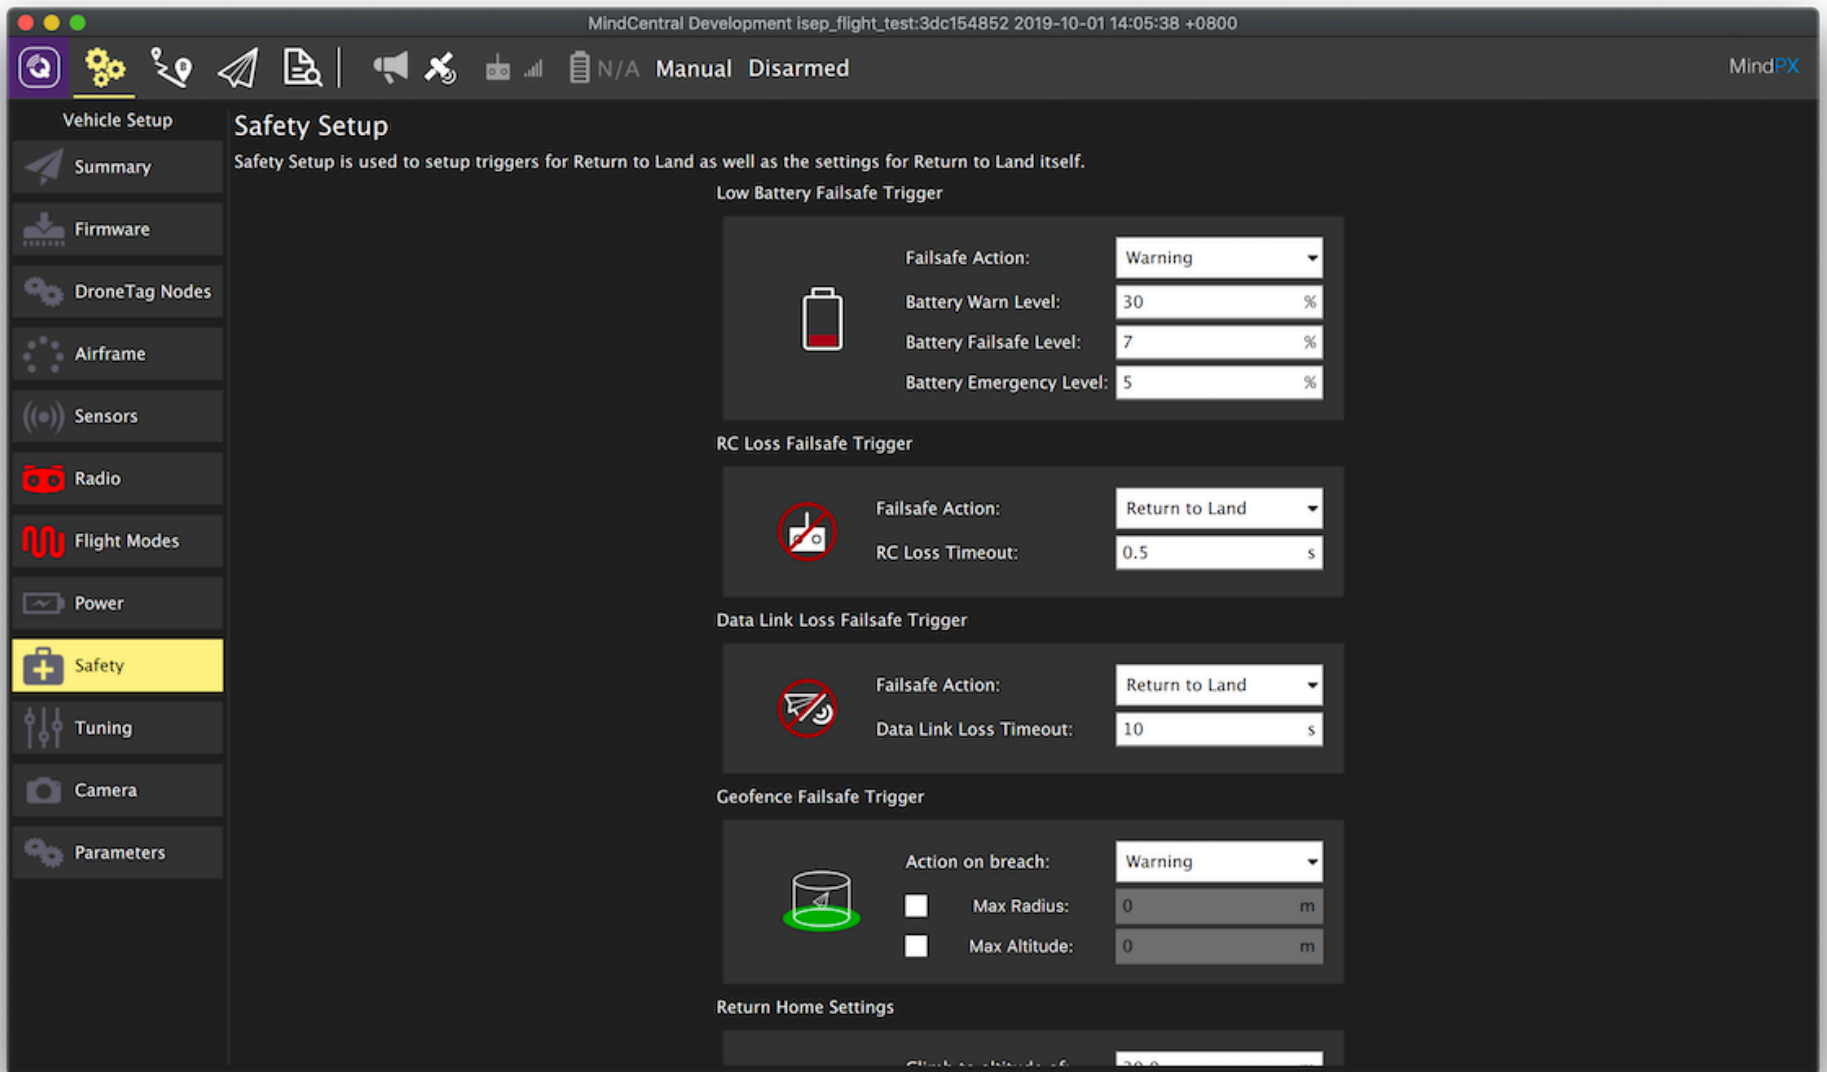 MindCentral Development isep_flight_test:3dc154852 2019-10-01 14:05:38 +0800
N/A Manual Disarmed
MindPX
Vehicle Setup
Summary
Firmware
DroneTag Nodes
Airframe
Sensors
Radio
Flight Modes
Power
Safety
Tuning
Camera
Parameters
Safety Setup
Safety Setup is used to setup triggers for Return to Land as well as the settings for Return to Land itself.
Low Battery Failsafe Trigger
Failsafe Action: Warning
Battery Warn Level: 30 %
Battery Failsafe Level: 7 %
Battery Emergency Level: 5 %
RC Loss Failsafe Trigger
Failsafe Action: Return to Land
RC Loss Timeout: 0.5 s
Data Link Loss Failsafe Trigger
Failsafe Action: Return to Land
Data Link Loss Timeout: 10 s
Geofence Failsafe Trigger
Action on breach: Warning
Max Radius: 0 m
Max Altitude: 0 m
Return Home Settings